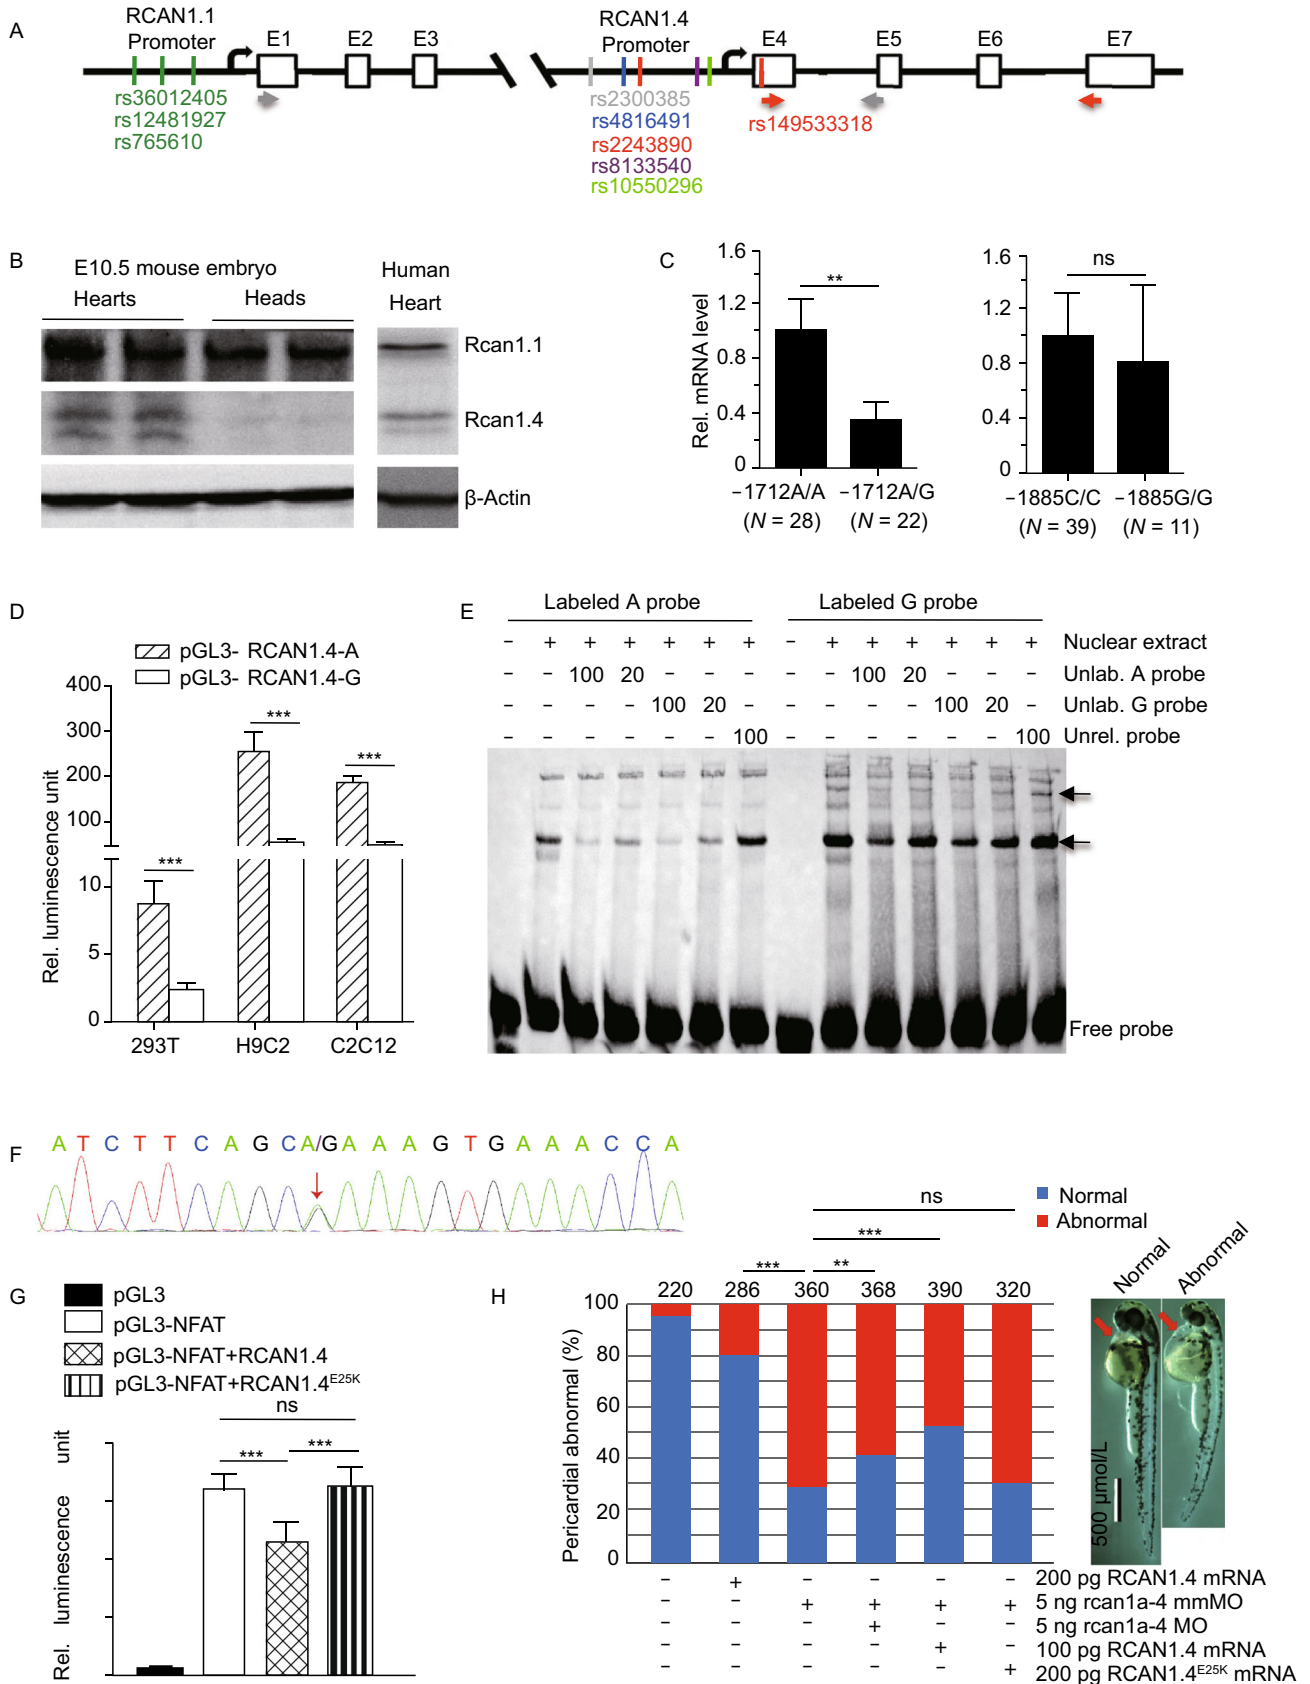 A
RCAN1.1
Promoter
E1
E2
E3
RCAN1.4
Promoter
E4
E5
E6
E7
rs36012405
rs12481927
rs765610
rs2300385
rs4816491
rs2243890
rs8133540
rs10550296
rs149533318
B
E10.5 mouse embryo
Hearts
Heads
Human
Heart
Rcan1.1
Rcan1.4
β-Actin
C
Rel. mRNA level
1.6
1.2
0.8
0.4
0
**
−1712A/A
(N = 28)
−1712A/G
(N = 22)
1.6
1.2
0.8
0.4
0
ns
−1885C/C
(N = 39)
−1885G/G
(N = 11)
D
pGL3- RCAN1.4-A
pGL3- RCAN1.4-G
Rel. luminescence unit
400
300
200
100
10
5
0
***
***
***
293T
H9C2
C2C12
E
Labeled A probe
Labeled G probe
− + + + + + + − + + + + + + Nuclear extract
− − 100 20 − − − − − 100 20 − − − Unlab. A probe
− − − − 100 20 − − − − − 100 20 − Unlab. G probe
− − − − − − 100 − − − − − − 100 Unrel. probe
Free probe
F
A T C T T C A G C A/G A A A G T G A A A C C A
G
pGL3
pGL3-NFAT
pGL3-NFAT+RCAN1.4
pGL3-NFAT+RCAN1.4E25K
ns
***
***
Rel. luminescence unit
H
Normal
Abnormal
ns
***
***
**
220
286
360
368
390
320
Pericardial abnormal (%)
100
80
60
40
20
0
Normal
Abnormal
500 µmol/L
− + − − − − 200 pg RCAN1.4 mRNA
− − + + + + 5 ng rcan1a-4 mmMO
− − − + − − 5 ng rcan1a-4 MO
− − − − + − 100 pg RCAN1.4 mRNA
− − − − − + 200 pg RCAN1.4E25K mRNA